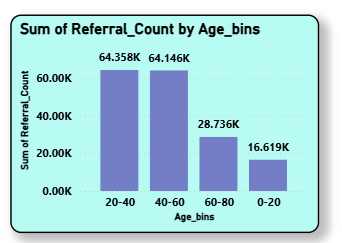 Sum of Referral_Count by Age_bins
64.358K 64.146K
60.00K
40.00K
28.736K
20.00K
16.619K
0.00K
Sum of Referral_Count
20-40 40-60 60-80 0-20
Age_bins